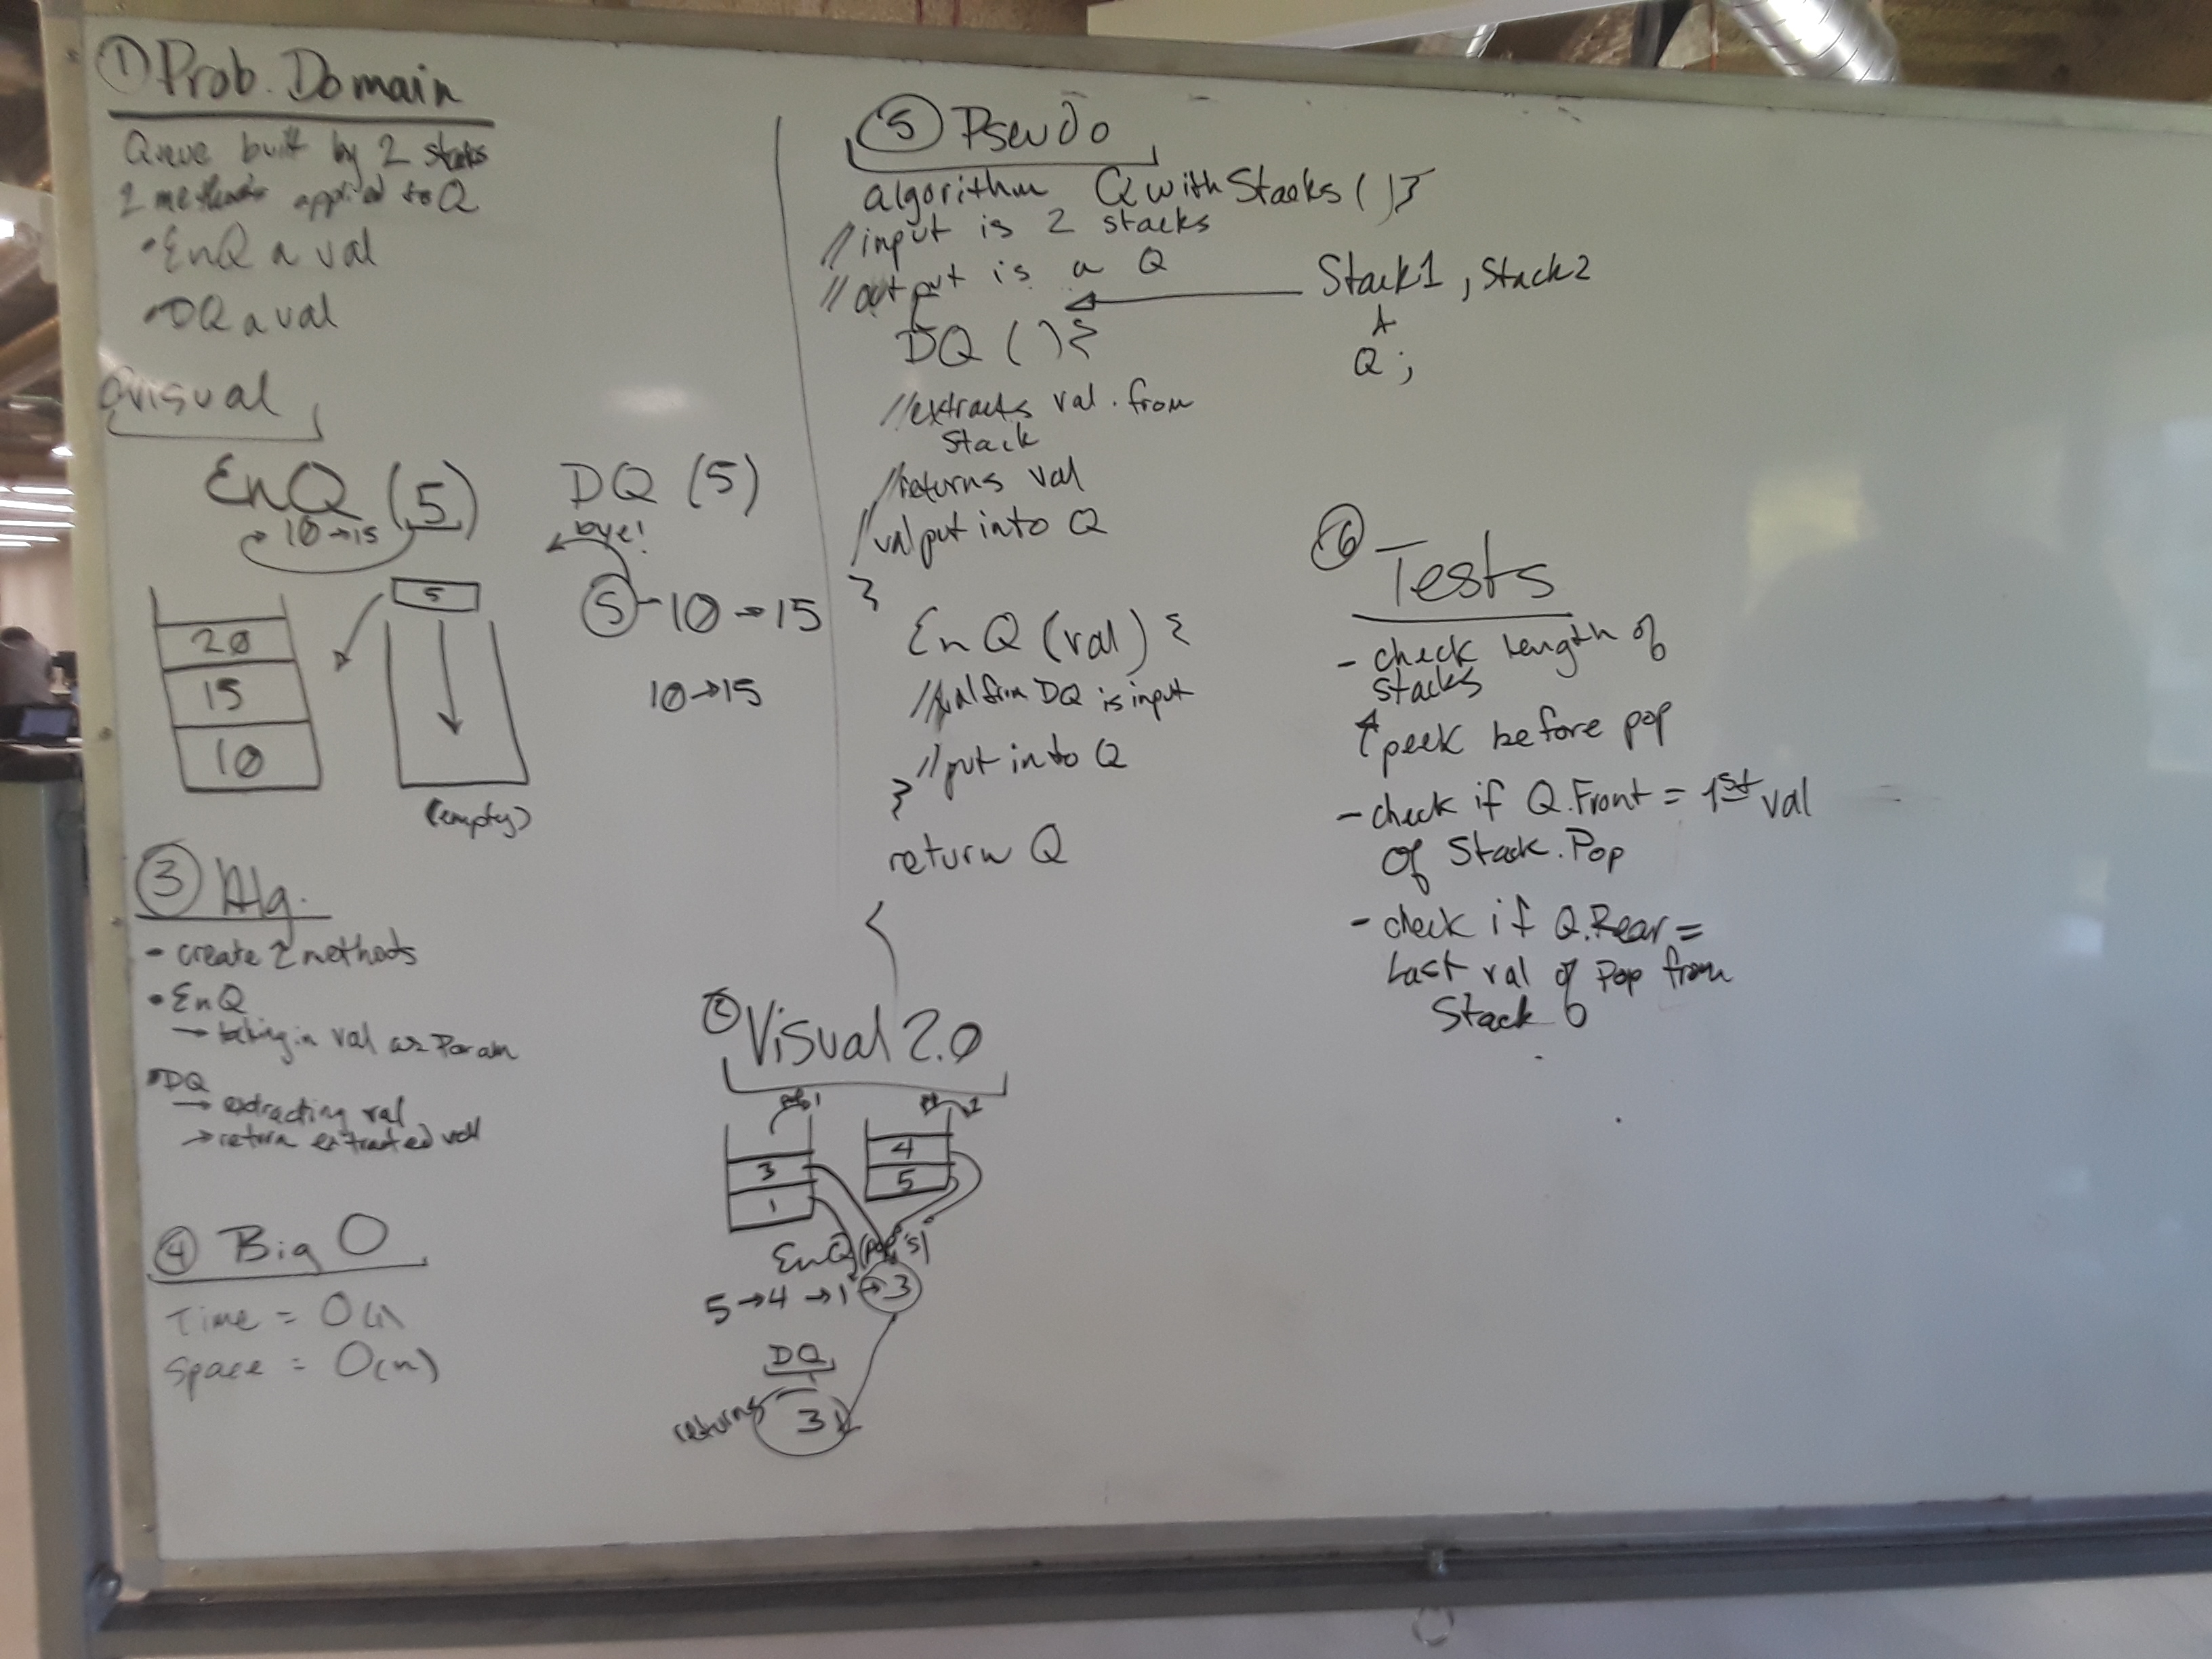 ① Prob. Domain
Queue built by 2 stacks
2 methods applied to Q
• EnQ a val
• DQ a val
visual
EnQ (5)
10 → 15
5
20
15
10
(empty)
DQ (5)
bye!
5 → 10 → 15
10 → 15
③ Alg.
- create 2 methods
• EnQ
→ taking in val as Param
• DQ
→ extracting val
→ return extracted val
④ Big O
Time =
Space = O(n)
⑤ Pseudo
algorithm QwithStacks ( ) }
// input is 2 stacks
// output is a Q
Stack1 , Stack2
Q ;
DQ ( ) {
// extracts val. from
stack
// returns val
// val put into Q
}
EnQ (val) {
// val from DQ is input
// put into Q
}
return Q
Visual 2.0
3
1
4
5
EnQ (pop's)
5 → 4 → 1 → 3
DQ
returns 3
⑥ Tests
- check length of
stacks
peek before pop
- check if Q.Front = 1st val
of Stack.Pop
- check if Q.Rear =
Last val of Pop from
Stack